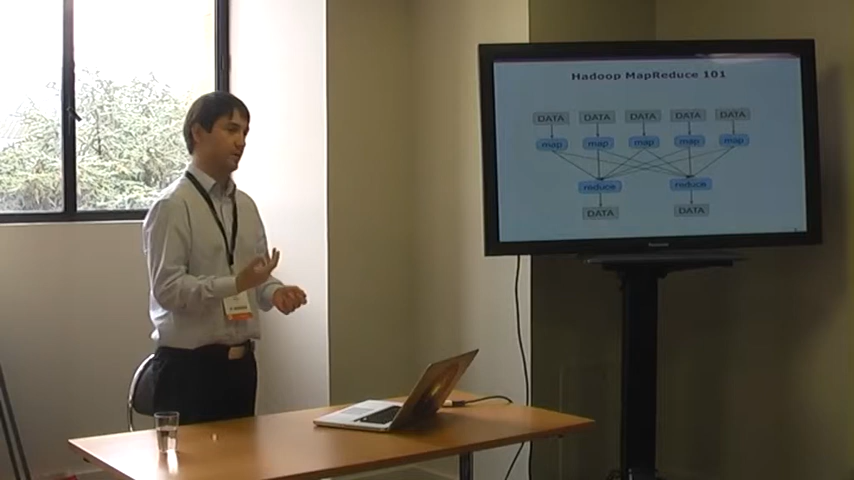 Hadoop MapReduce 101
DATA DATA DATA DATA DATA
map map map map map
reduce reduce
DATA DATA